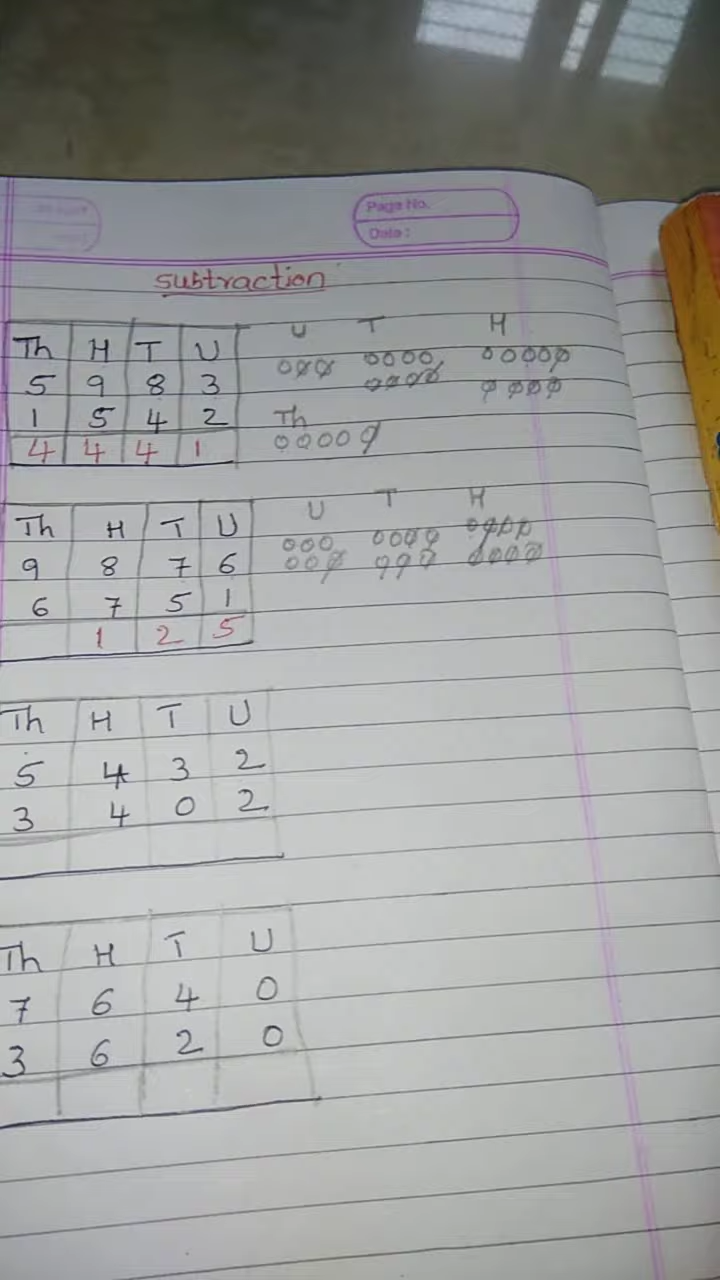 Page No.
Date :
subtraction
Th H T U
5 9 8 3
1 5 4 2
4 4 4 1
U T H
Th
Th H T U
9 8 7 6
6 7 5 1
1 2 5
U T H
Th H T U
5 4 3 2
3 4 0 2
Th H T U
7 6 4 0
3 6 2 0